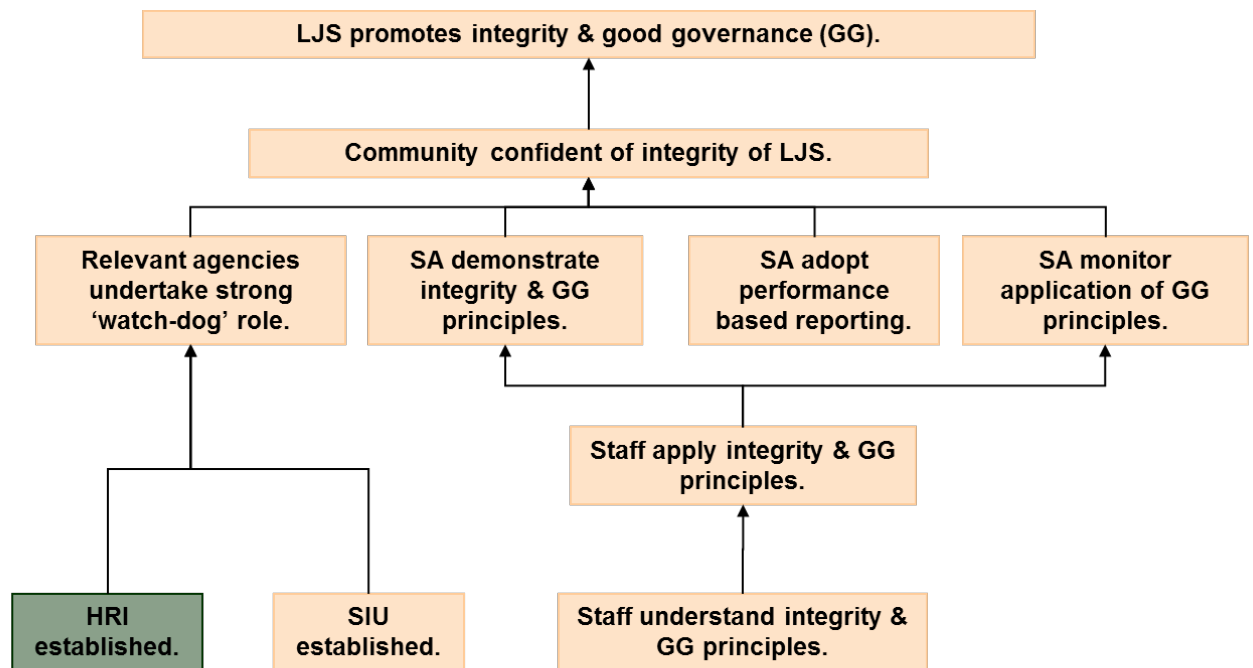 LJS promotes integrity & good governance (GG).
Community confident of integrity of LJS.
Relevant agencies
undertake strong
‘watch-dog’ role.
SA demonstrate
integrity & GG
principles.
SA adopt
performance
based reporting.
SA monitor
application of GG
principles.
Staff apply integrity & GG
principles.
HRI
established.
SIU
established.
Staff understand integrity &
GG principles.